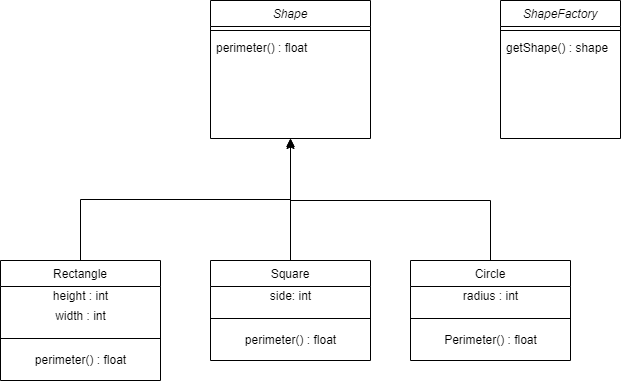 Shape
perimeter() : float
ShapeFactory
getShape() : shape
Rectangle
height : int
width : int
perimeter() : float
Square
side: int
perimeter() : float
Circle
radius : int
Perimeter() : float